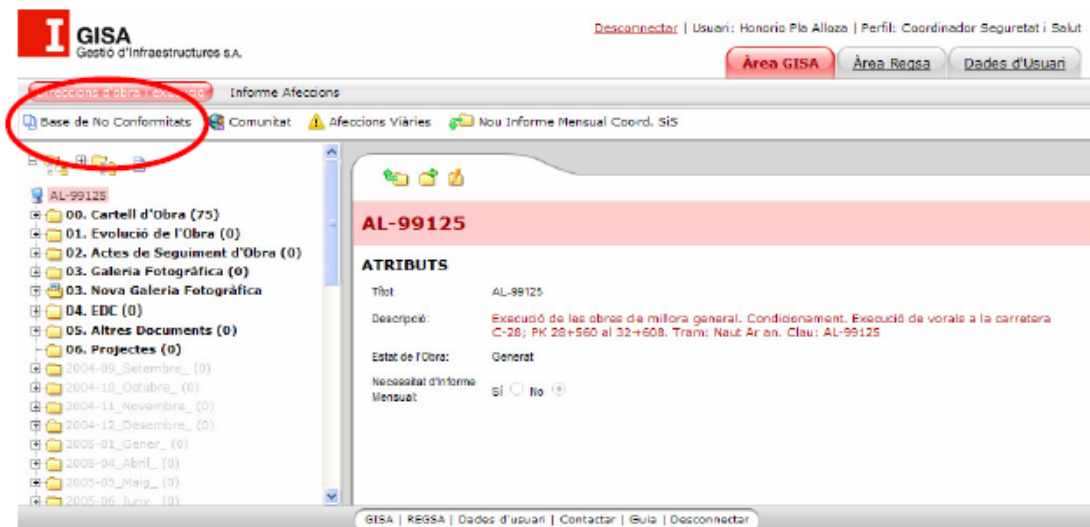 GISA
Gestió d'Infraestructures s.A.
Desconnectar | Usuari: Honorio Pla Alloza | Perfil: Coordinador Seguretat i Salut
Àrea GISA Àrea Regsa Dades d'Usuari
Direccions d'obra i execució Informe Afeccions
Base de No Conformitats Comunitat Afeccions Viàries Nou Informe Mensual Coord. SiS
AL-99125
00. Cartell d'Obra (75)
01. Evolució de l'Obra (0)
02. Actes de Seguiment d'Obra (0)
03. Galeria Fotogràfica (0)
03. Nova Galeria Fotogràfica
04. EDC (0)
05. Altres Documents (0)
06. Projectes (0)
2004-09_Setembre_ (0)
2004-10_Octubre_ (0)
2004-11_Novembre_ (0)
2004-12_Desembre_ (0)
2005-01_Gener_ (0)
2005-04_Abril_ (0)
2005-05_Maig_ (0)
2005-06_Juny_ (0)
AL-99125
ATRIBUTS
Títol: AL-99125
Descripció: Execució de les obres de millora general. Condicionament. Execució de vorals a la carretera
C-28; PK 28+560 al 32+608. Tram: Naut Aran. Clau: AL-99125
Estat de l'Obra: Generat
Necessitat d'Informe
Mensual: Sí No
GISA | REGSA | Dades d'usuari | Contactar | Guia | Desconnectar